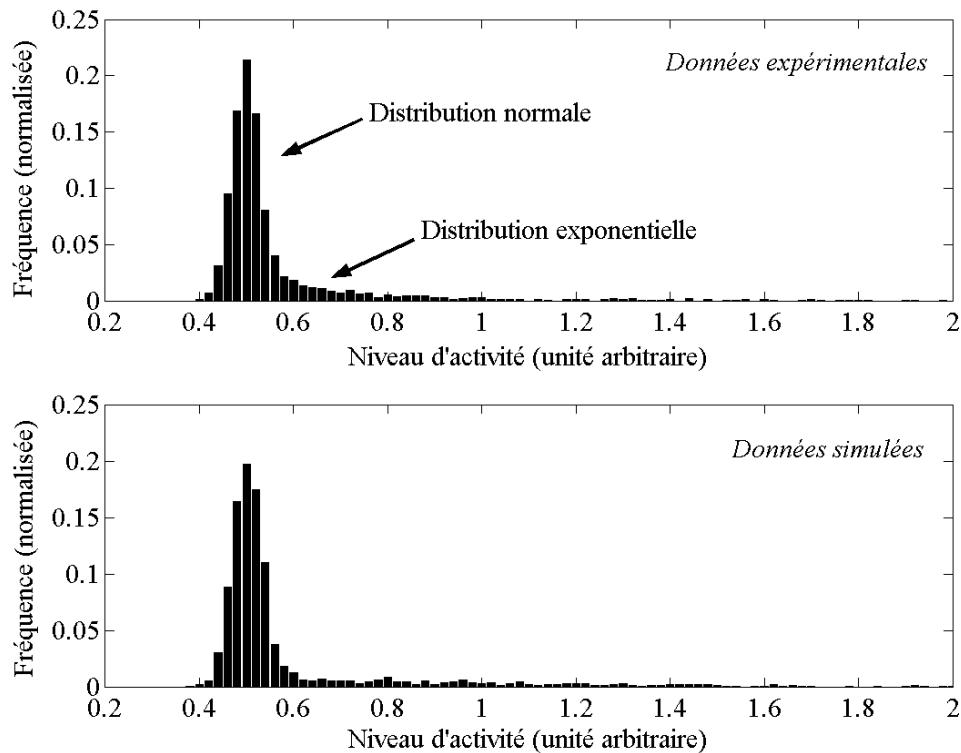 0.25
0.2
0.15
0.1
0.05
0
Fréquence (normalisée)
Données expérimentales
Distribution normale
Distribution exponentielle
0.2 0.4 0.6 0.8 1 1.2 1.4 1.6 1.8 2
Niveau d'activité (unité arbitraire)
0.25
0.2
0.15
0.1
0.05
0
Fréquence (normalisée)
Données simulées
0.2 0.4 0.6 0.8 1 1.2 1.4 1.6 1.8 2
Niveau d'activité (unité arbitraire)